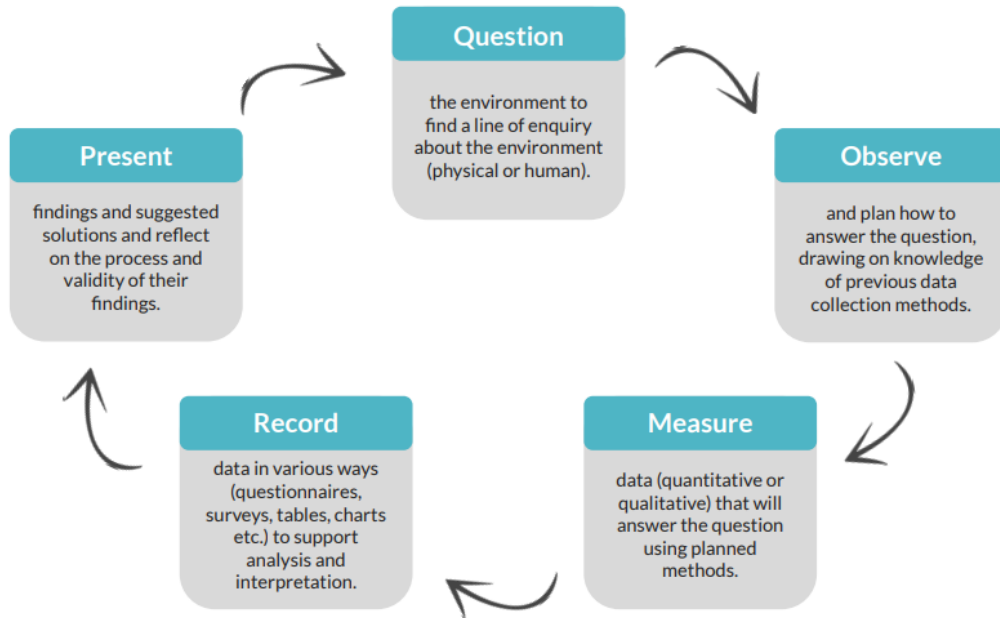 Question
the environment to
find a line of enquiry
about the environment
(physical or human).
Observe
and plan how to
answer the question,
drawing on knowledge
of previous data
collection methods.
Measure
data (quantitative or
qualitative) that will
answer the question
using planned
methods.
Record
data in various ways
(questionnaires,
surveys, tables, charts
etc.) to support
analysis and
interpretation.
Present
findings and suggested
solutions and reflect
on the process and
validity of their
findings.